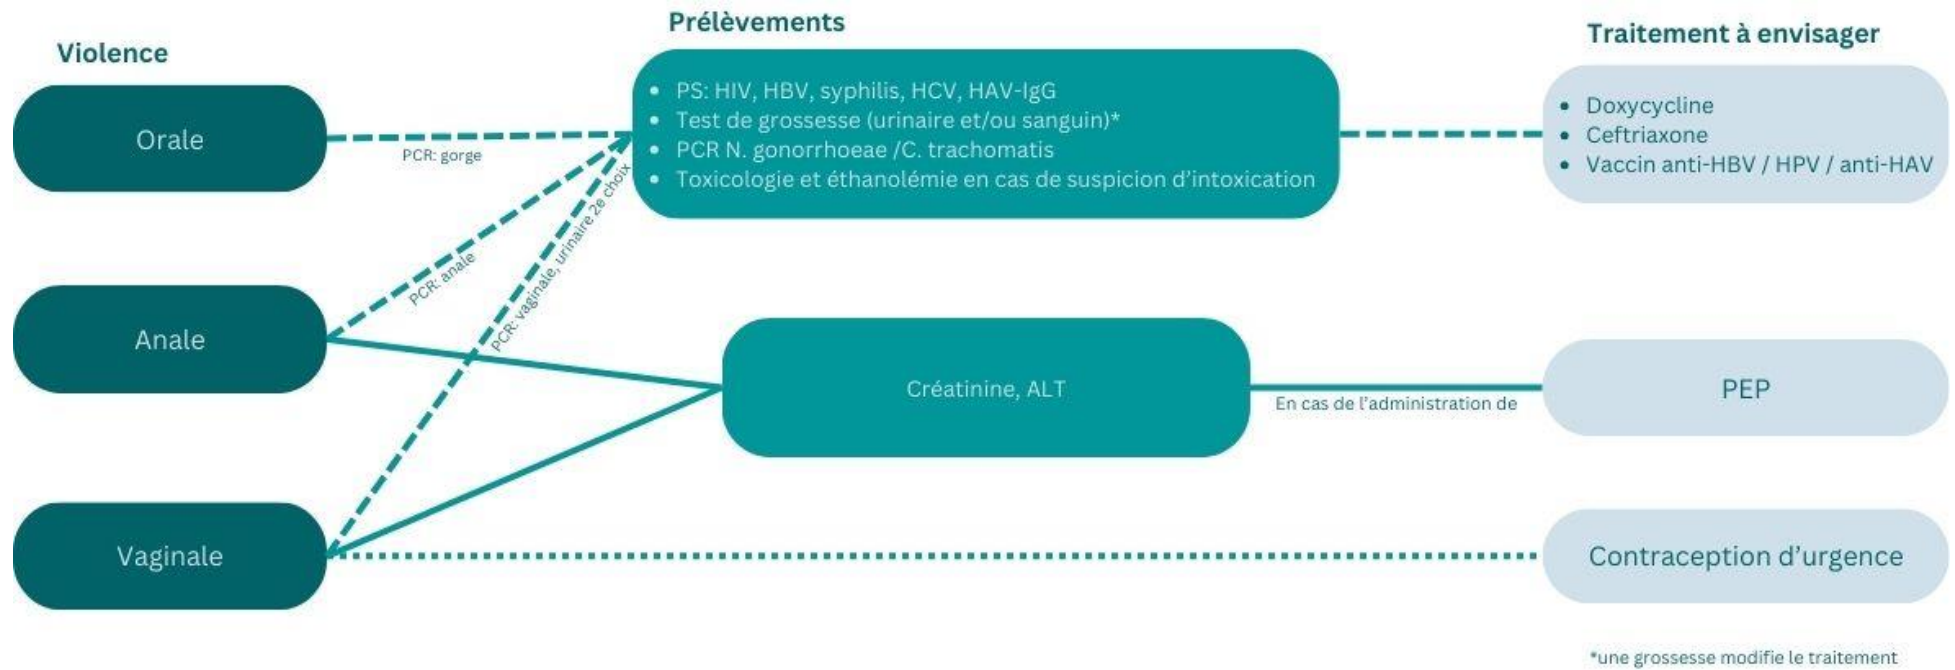 Violence
Prélèvements
Traitement à envisager
Orale
PCR: gorge
• PS: HIV, HBV, syphilis, HCV, HAV-IgG
• Test de grossesse (urinaire et/ou sanguin)*
• PCR N. gonorrhoeae /C. trachomatis
• Toxicologie et éthanolémie en cas de suspicion d'intoxication
• Doxycycline
• Ceftriaxone
• Vaccin anti-HBV / HPV / anti-HAV
Anale
PCR: anale
PCR: vaginale, urinaire 2e choix
Créatinine, ALT
En cas de l'administration de
PEP
Vaginale
Contraception d'urgence
*une grossesse modifie le traitement